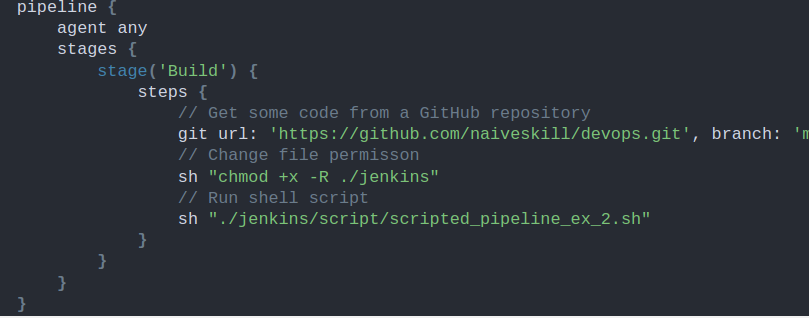 pipeline {
    agent any
    stages {
        stage('Build') {
            steps {
                // Get some code from a GitHub repository
                git url: 'https://github.com/naiveskill/devops.git', branch:
                // Change file permisson
                sh "chmod +x -R ./jenkins"
                // Run shell script
                sh "./jenkins/script/scripted_pipeline_ex_2.sh"
            }
        }
    }
}